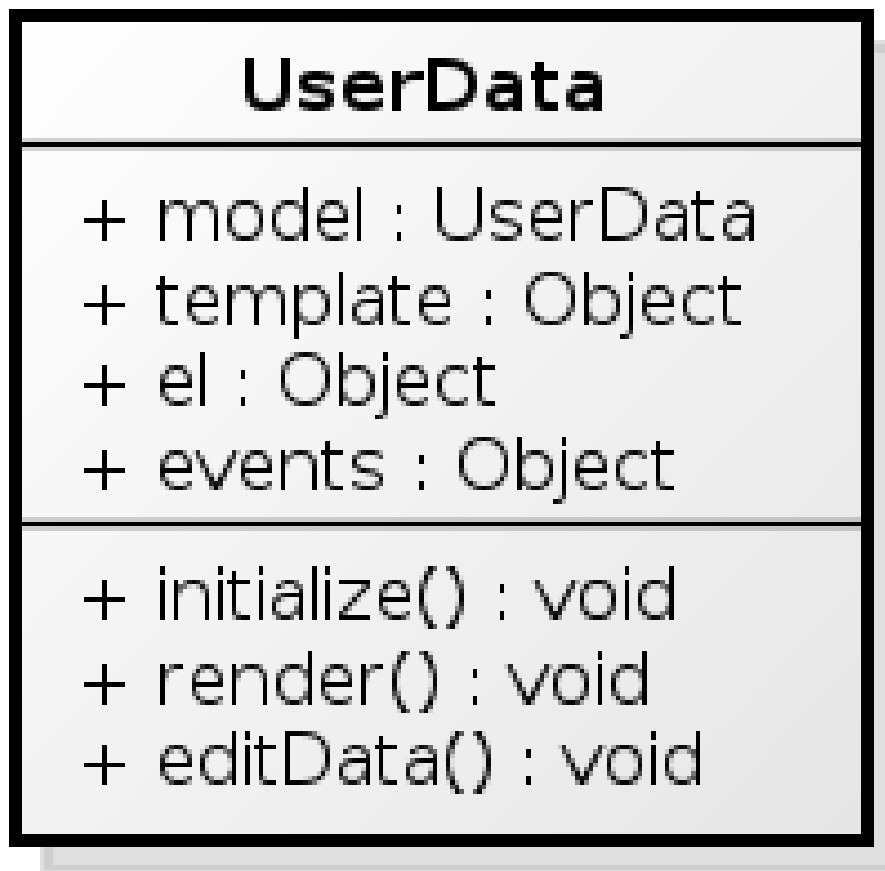 UserData
+ model : UserData
+ template : Object
+ el : Object
+ events : Object
+ initialize() : void
+ render() : void
+ editData() : void